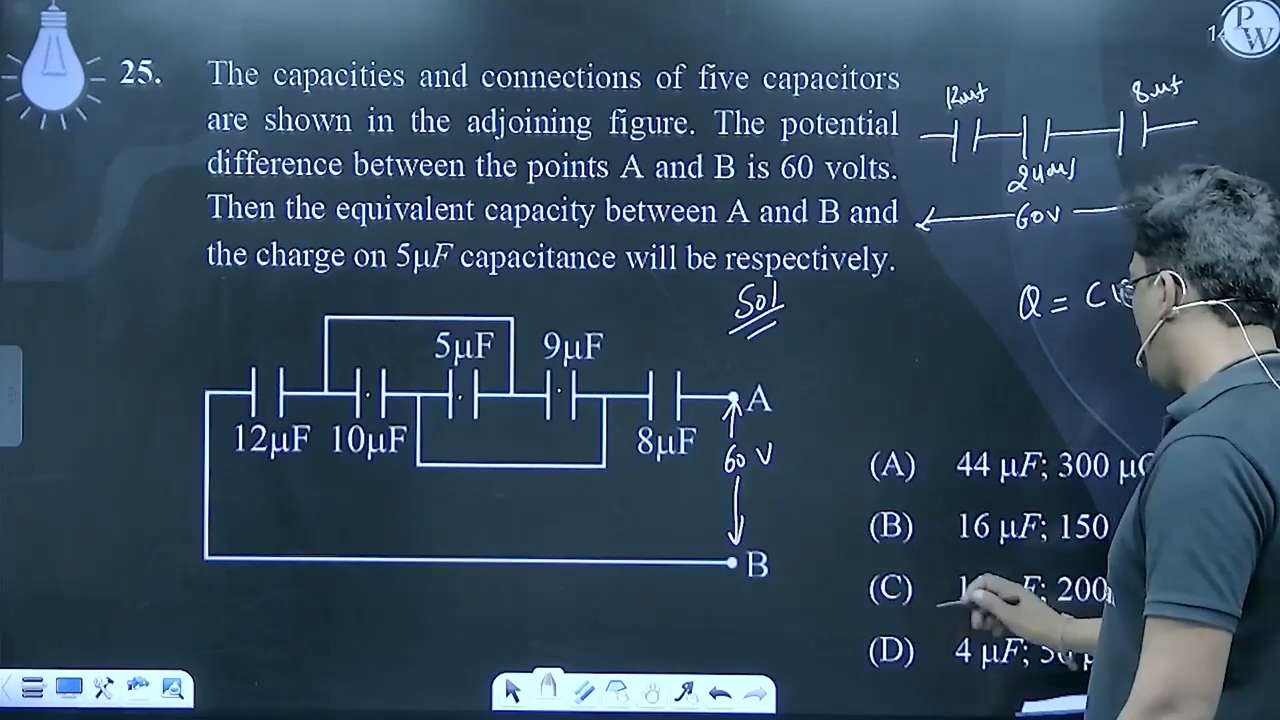 PW
25. The capacities and connections of five capacitors
are shown in the adjoining figure. The potential
difference between the points A and B is 60 volts.
Then the equivalent capacity between A and B and
the charge on 5μF capacitance will be respectively.
12μf
8μf
60V
Q = C
Sol
5μF 9μF
12μF 10μF 8μF
A
60 V
B
(A) 44 μF; 300
(B) 16 μF; 150
(C) F; 200
(D) 4 μF;